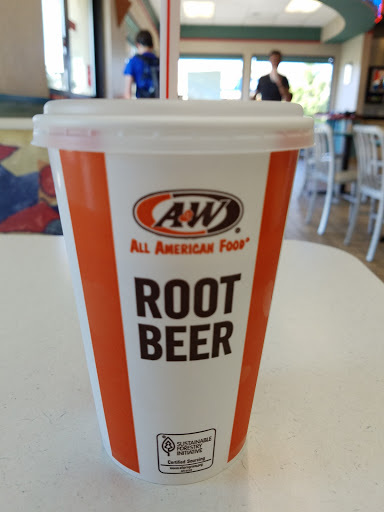 A&W®
ALL AMERICAN FOOD®
ROOT
BEER
SUSTAINABLE
FORESTRY
INITIATIVE
Certified Sourcing